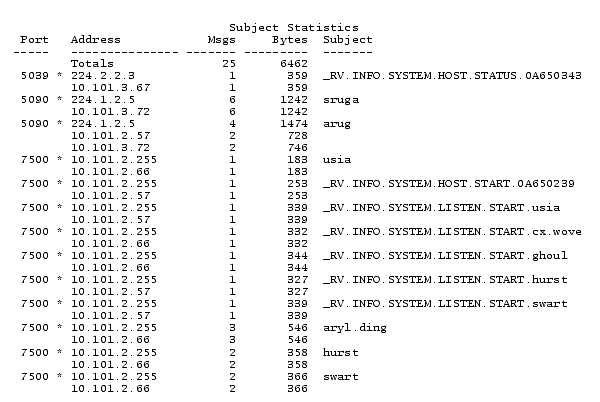 Subject Statistics
Port Address Msgs Bytes Subject
----- --------------- ------- --------- -------
Totals 25 6462
5039 * 224.2.2.3 1 359 _RV.INFO.SYSTEM.HOST.STATUS.0A650343
10.101.3.67 1 359
5090 * 224.1.2.5 6 1242 sruga
10.101.3.72 6 1242
5090 * 224.1.2.5 4 1474 arug
10.101.2.57 2 728
10.101.3.72 2 746
7500 * 10.101.2.255 1 183 usia
10.101.2.66 1 183
7500 * 10.101.2.255 1 253 _RV.INFO.SYSTEM.HOST.START.0A650239
10.101.2.57 1 253
7500 * 10.101.2.255 1 339 _RV.INFO.SYSTEM.LISTEN.START.usia
10.101.2.57 1 339
7500 * 10.101.2.255 1 332 _RV.INFO.SYSTEM.LISTEN.START.cx.wove
10.101.2.66 1 332
7500 * 10.101.2.255 1 344 _RV.INFO.SYSTEM.LISTEN.START.ghoul
10.101.2.66 1 344
7500 * 10.101.2.255 1 327 _RV.INFO.SYSTEM.LISTEN.START.hurst
10.101.2.57 1 327
7500 * 10.101.2.255 1 339 _RV.INFO.SYSTEM.LISTEN.START.swart
10.101.2.57 1 339
7500 * 10.101.2.255 3 546 aryl.ding
10.101.2.66 3 546
7500 * 10.101.2.255 2 358 hurst
10.101.2.66 2 358
7500 * 10.101.2.255 2 366 swart
10.101.2.66 2 366